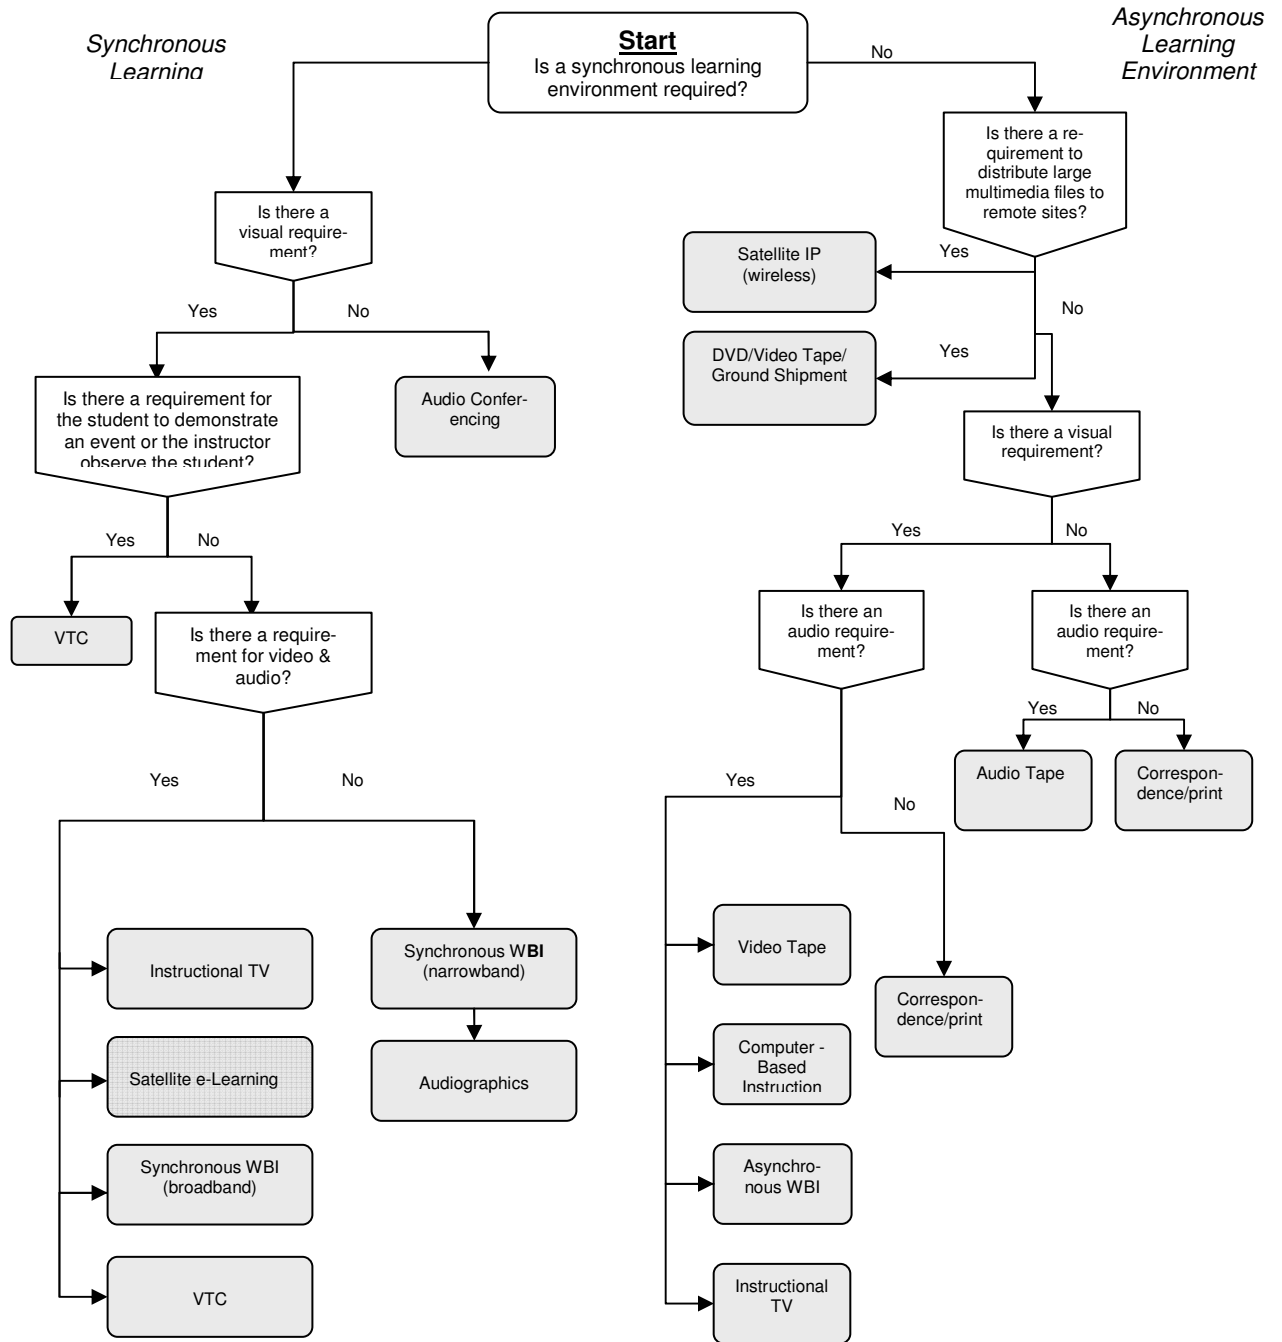 Synchronous
Learning
Start
Is a synchronous learning
environment required?
No
Asynchronous
Learning
Environment
Is there a re-
quirement to
distribute large
multimedia files to
remote sites?
Is there a
visual require-
ment?
Satellite IP
(wireless)
Yes
Yes
No
No
DVD/Video Tape/
Ground Shipment
Yes
Is there a requirement for
the student to demonstrate
an event or the instructor
observe the student?
Audio Confer-
encing
Is there a visual
requirement?
Yes
No
Yes
No
VTC
Is there a require-
ment for video &
audio?
Is there an
audio require-
ment?
Is there an
audio require-
ment?
Yes
No
Yes
No
Yes
No
Audio Tape
Correspon-
dence/print
Instructional TV
Synchronous WBI
(narrowband)
Video Tape
Correspon-
dence/print
Satellite e-Learning
Audiographics
Computer -
Based
Instruction
Synchronous WBI
(broadband)
Asynchro-
nous WBI
VTC
Instructional
TV